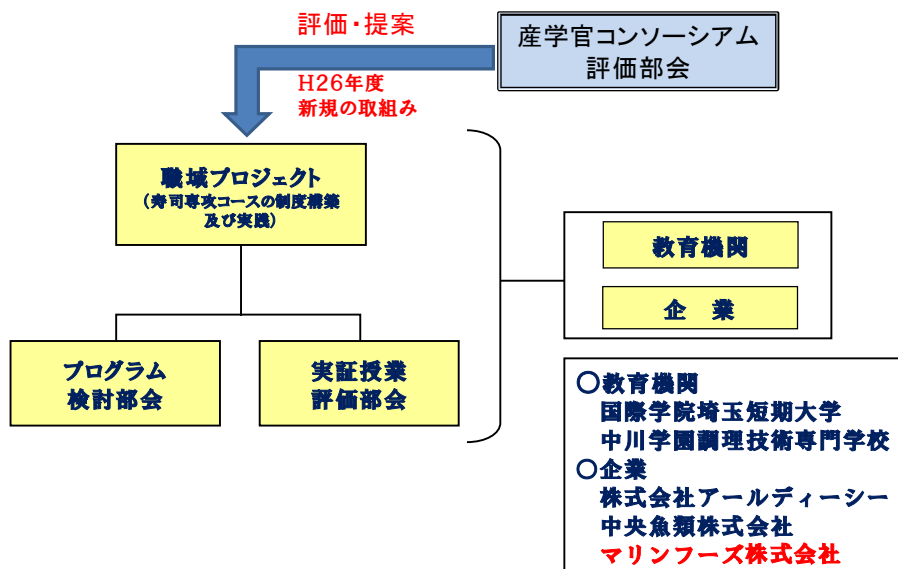 評価・提案
産学官コンソーシアム
評価部会
H26年度
新規の取組み
職域プロジェクト
（寿司専攻コースの制度構築
及び実践）
教育機関
企　業
プログラム
検討部会
実証授業
評価部会
○教育機関
国際学院埼玉短期大学
中川学園調理技術専門学校
○企業
株式会社アールディーシー
中央魚類株式会社
マリンフーズ株式会社